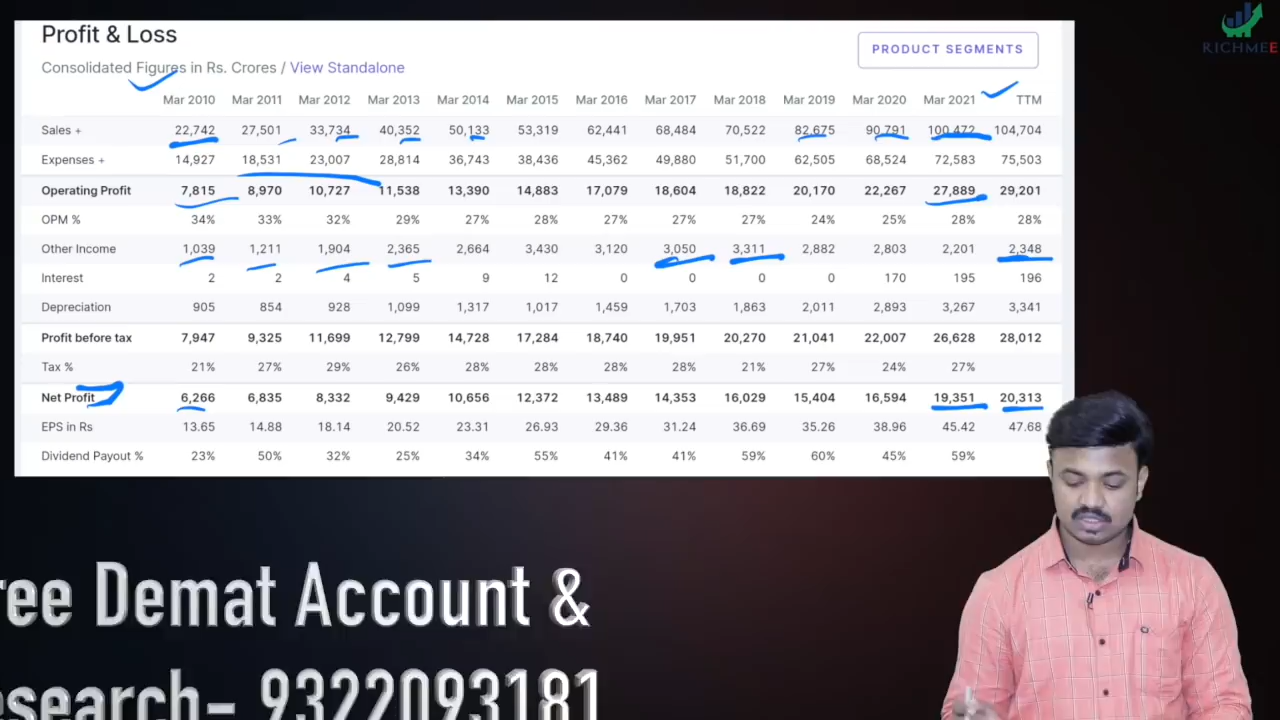 Profit & Loss
PRODUCT SEGMENTS
RICHMEE
Consolidated Figures in Rs. Crores / View Standalone
Mar 2010 Mar 2011 Mar 2012 Mar 2013 Mar 2014 Mar 2015 Mar 2016 Mar 2017 Mar 2018 Mar 2019 Mar 2020 Mar 2021 TTM
Sales + 22,742 27,501 33,734 40,352 50,133 53,319 62,441 68,484 70,522 82,675 90,791 100,472 104,704
Expenses + 14,927 18,531 23,007 28,814 36,743 38,436 45,362 49,880 51,700 62,505 68,524 72,583 75,503
Operating Profit 7,815 8,970 10,727 11,538 13,390 14,883 17,079 18,604 18,822 20,170 22,267 27,889 29,201
OPM % 34% 33% 32% 29% 27% 28% 27% 27% 27% 24% 25% 28% 28%
Other Income 1,039 1,211 1,904 2,365 2,664 3,430 3,120 3,050 3,311 2,882 2,803 2,201 2,348
Interest 2 2 4 5 9 12 0 0 0 0 170 195 196
Depreciation 905 854 928 1,099 1,317 1,017 1,459 1,703 1,863 2,011 2,893 3,267 3,341
Profit before tax 7,947 9,325 11,699 12,799 14,728 17,284 18,740 19,951 20,270 21,041 22,007 26,628 28,012
Tax % 21% 27% 29% 26% 28% 28% 28% 28% 21% 27% 24% 27%
Net Profit 6,266 6,835 8,332 9,429 10,656 12,372 13,489 14,353 16,029 15,404 16,594 19,351 20,313
EPS in Rs 13.65 14.88 18.14 20.52 23.31 26.93 29.36 31.24 36.69 35.26 38.96 45.42 47.68
Dividend Payout % 23% 50% 32% 25% 34% 55% 41% 41% 59% 60% 45% 59%
ree Demat Account &
esearch- 9322093181